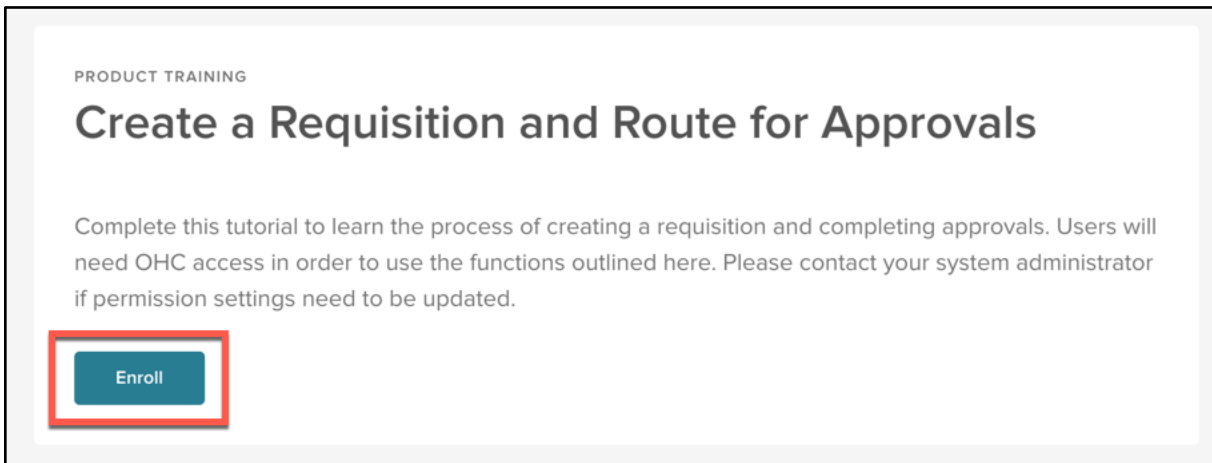 PRODUCT TRAINING
Create a Requisition and Route for Approvals
Complete this tutorial to learn the process of creating a requisition and completing approvals. Users will
need OHC access in order to use the functions outlined here. Please contact your system administrator
if permission settings need to be updated.
Enroll